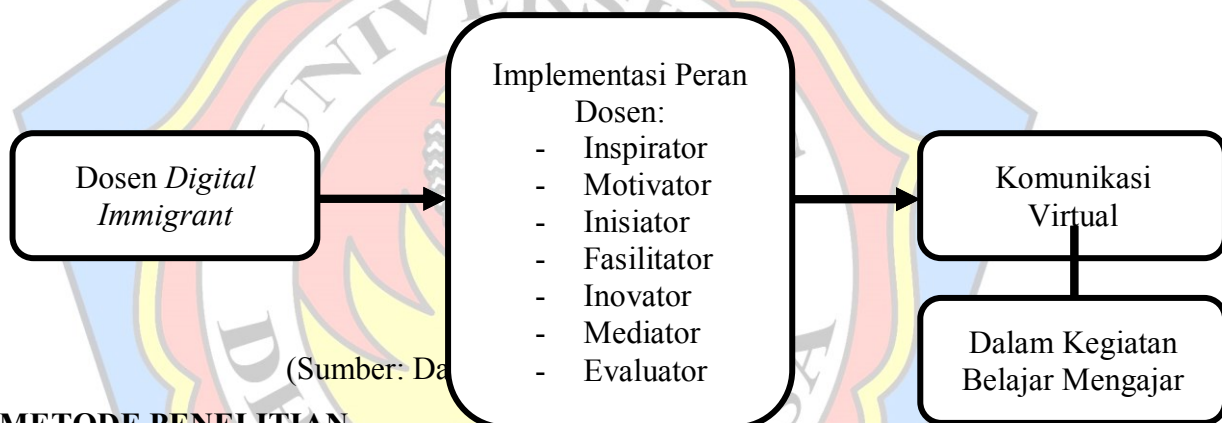 Dosen Digital
Immigrant
Implementasi Peran
Dosen:
- Inspirator
- Motivator
- Inisiator
- Fasilitator
- Inovator
- Mediator
- Evaluator
Komunikasi
Virtual
Dalam Kegiatan
Belajar Mengajar
(Sumber:
METODE PENELITIAN